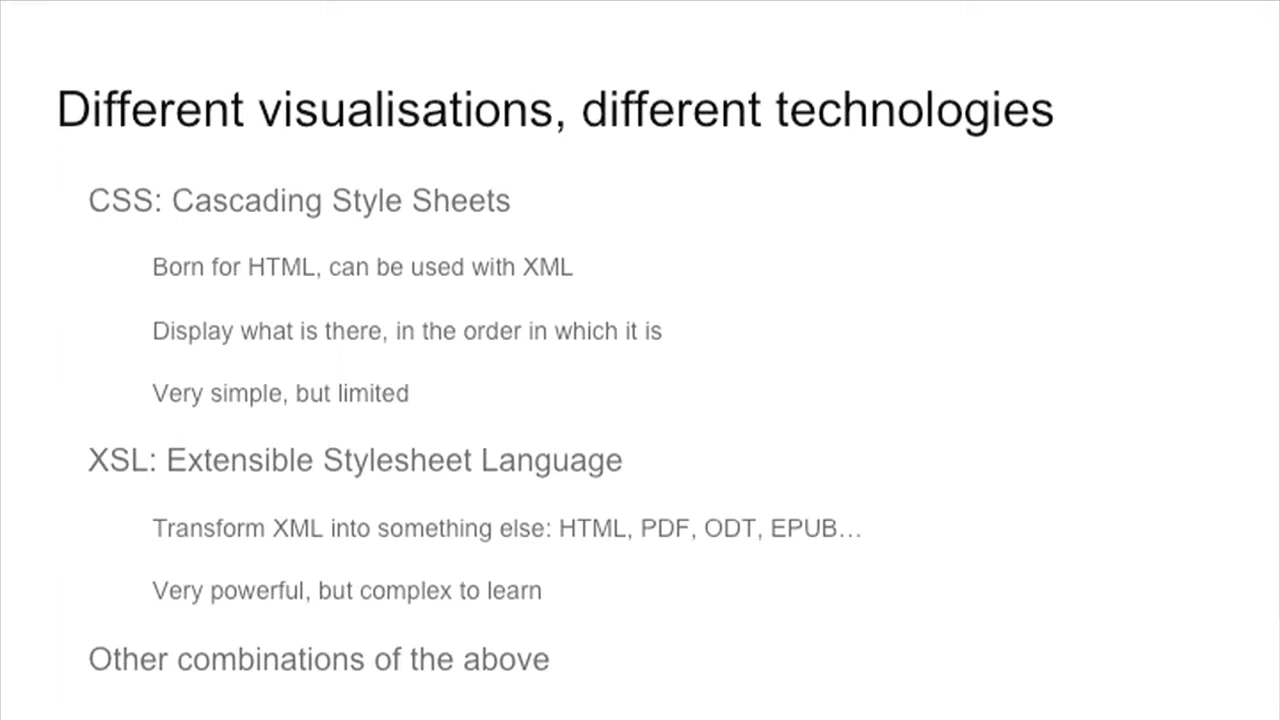 Different visualisations, different technologies
CSS: Cascading Style Sheets
Born for HTML, can be used with XML
Display what is there, in the order in which it is
Very simple, but limited
XSL: Extensible Stylesheet Language
Transform XML into something else: HTML, PDF, ODT, EPUB…
Very powerful, but complex to learn
Other combinations of the above